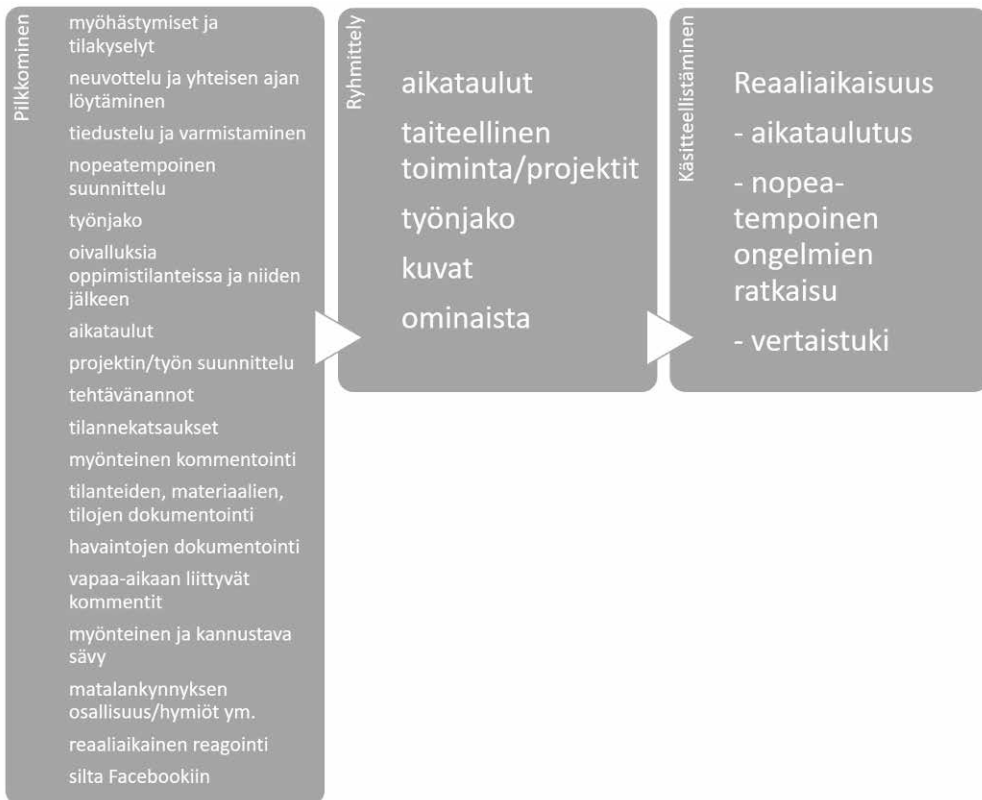 Pilkkominen
myöhästymiset ja
tilakyselyt
neuvottelu ja yhteisen ajan
löytäminen
tiedustelu ja varmistaminen
nopeatempoinen
suunnittelu
työnjako
oivalluksia
oppimistilanteissa ja niiden
jälkeen
aikataulut
projektin/työn suunnittelu
tehtävänannot
tilannekatsaukset
myönteinen kommentointi
tilanteiden, materiaalien,
tilojen dokumentointi
havaintojen dokumentointi
vapaa-aikaan liittyvät
kommentit
myönteinen ja kannustava
sävy
matalankynnyksen
osallisuus/hymiöt ym.
reaaliaikainen reagointi
silta Facebookiin
Ryhmittely
aikataulut
taiteellinen
toiminta/projektit
työnjako
kuvat
ominaista
Käsitteellistäminen
Reaaliaikaisuus
- aikataulutus
- nopea-
tempoinen
ongelmien
ratkaisu
- vertaistuki